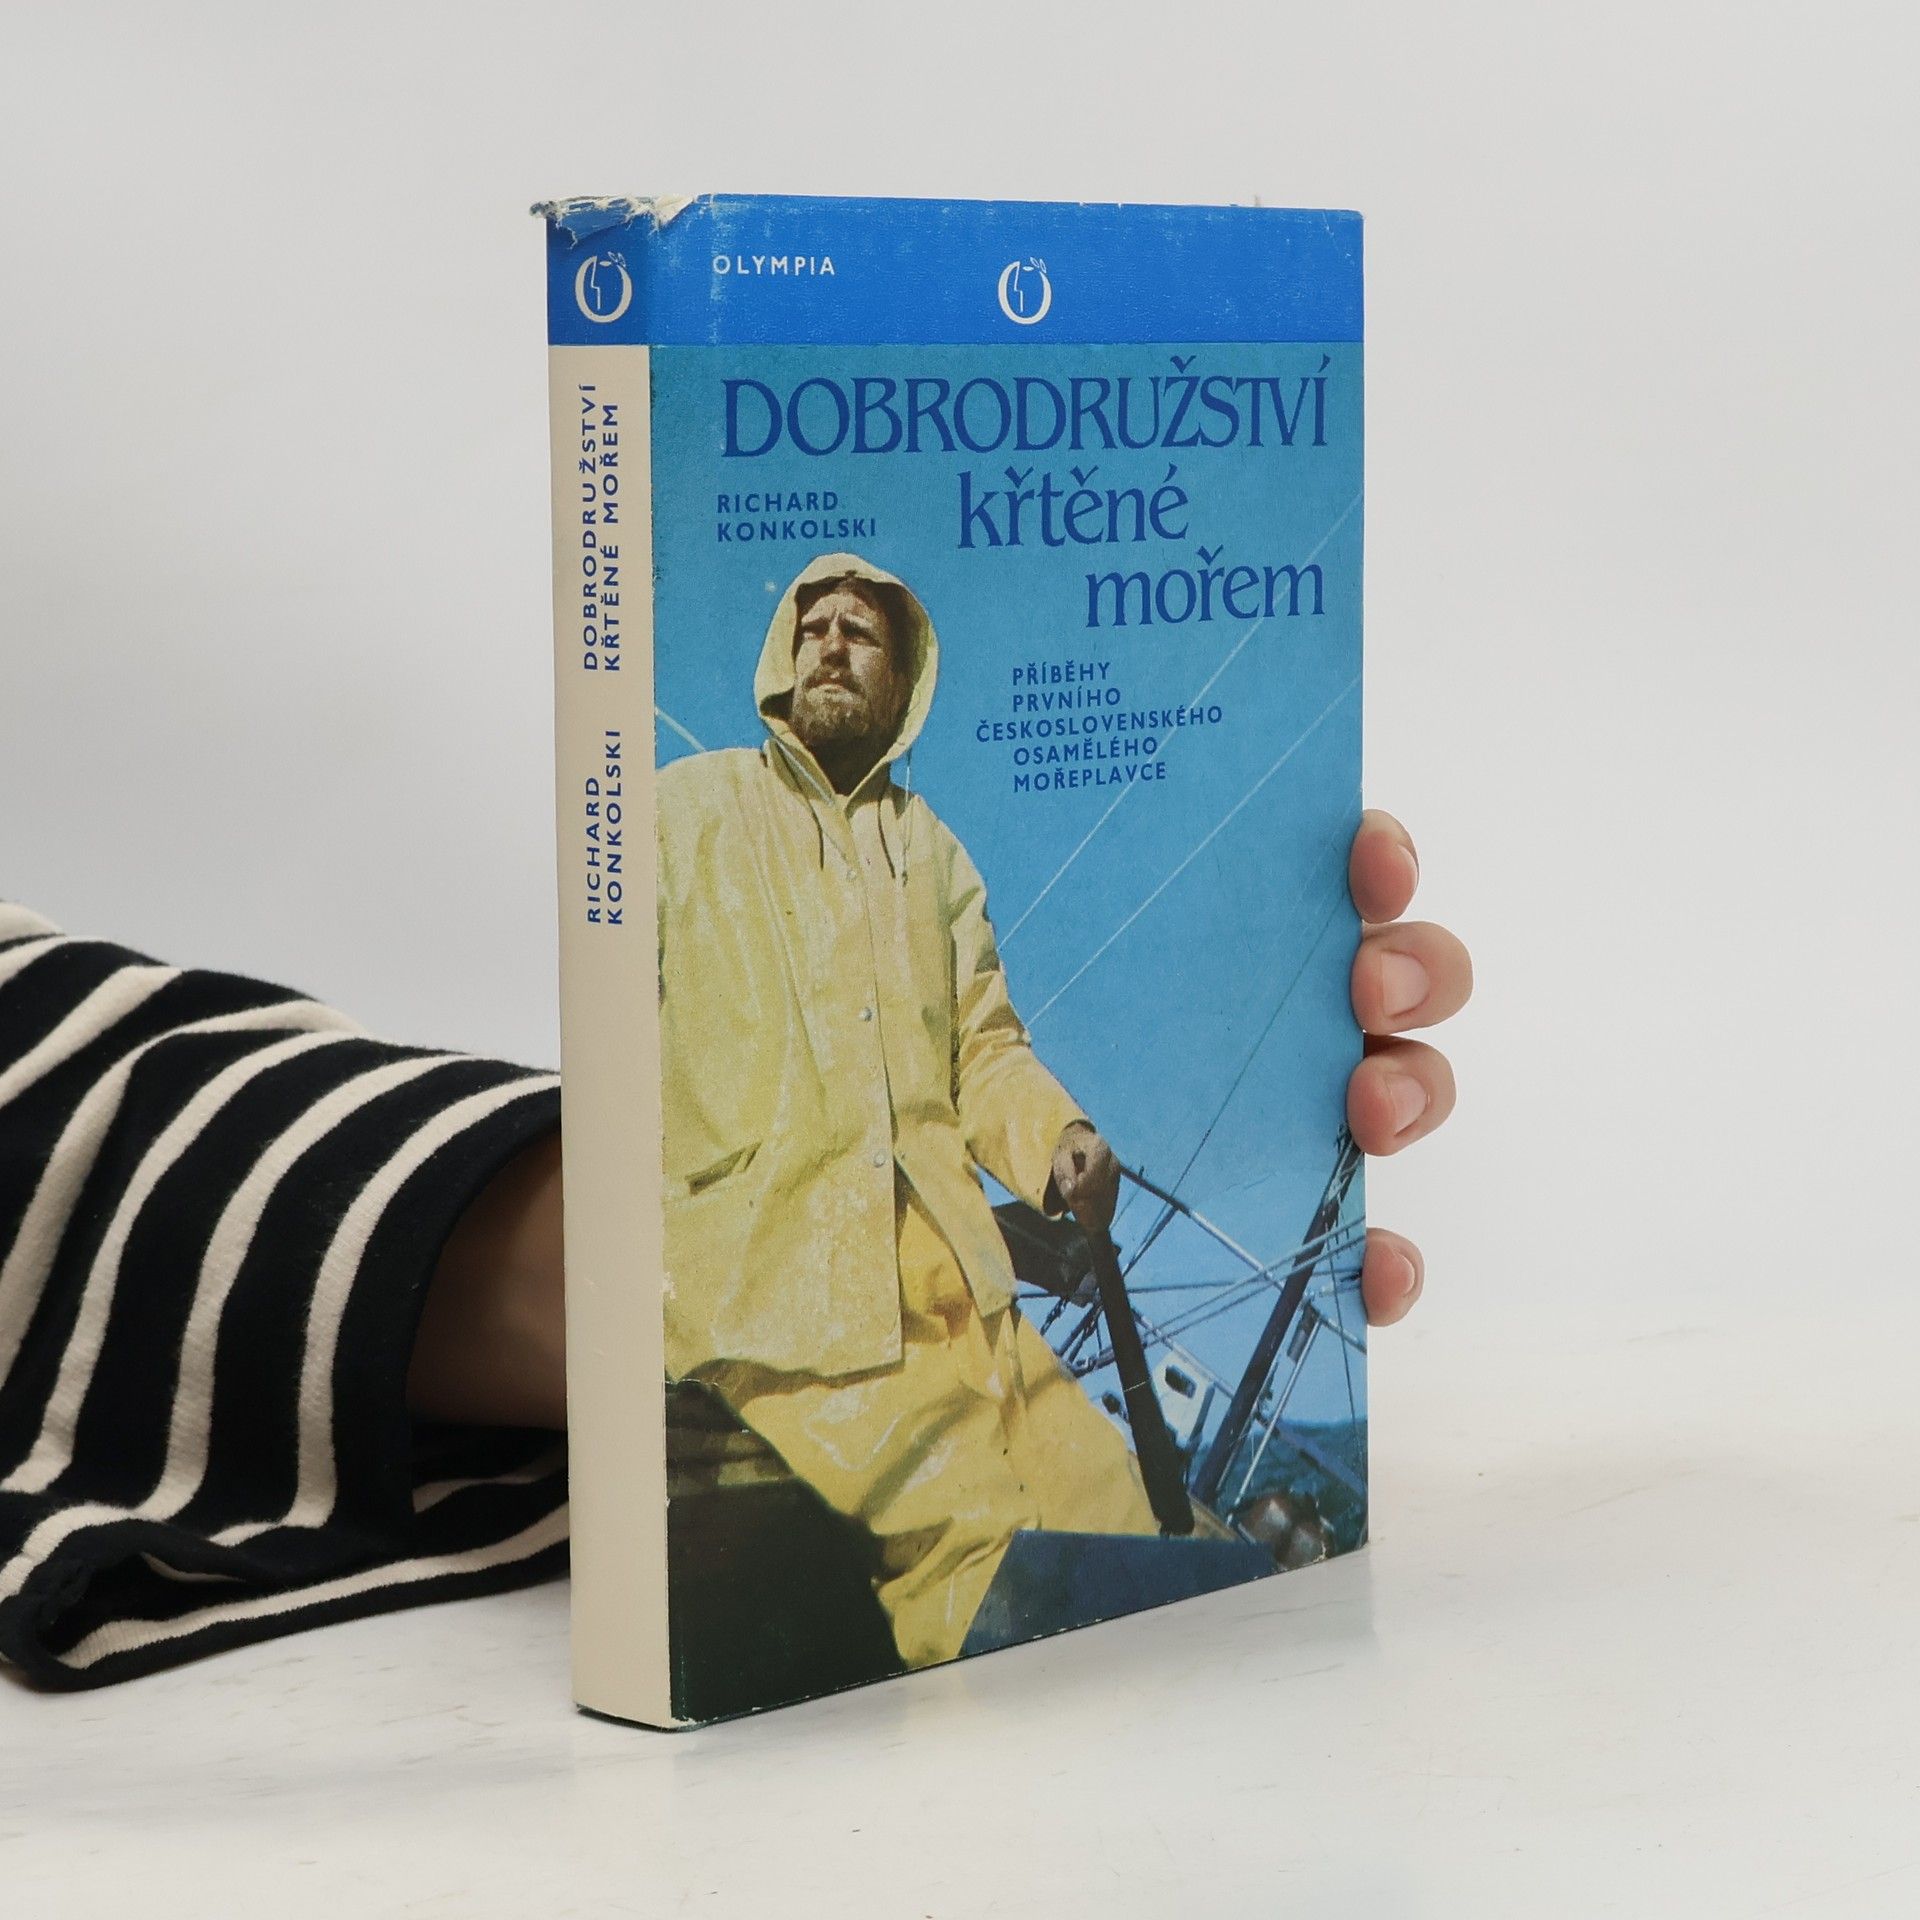 OLYMPIA
DOBRODRUŽSTVÍ
křtěné
mořem
RICHARD
KONKOLSKI
PŘÍBĚHY
PRVNÍHO
ČESKOSLOVENSKÉHO
OSAMĚLÉHO
MOŘEPLAVCE
RICHARD
KONKOLSKI
DOBRODRUŽSTVÍ
KŘTĚNÉ MOŘEM